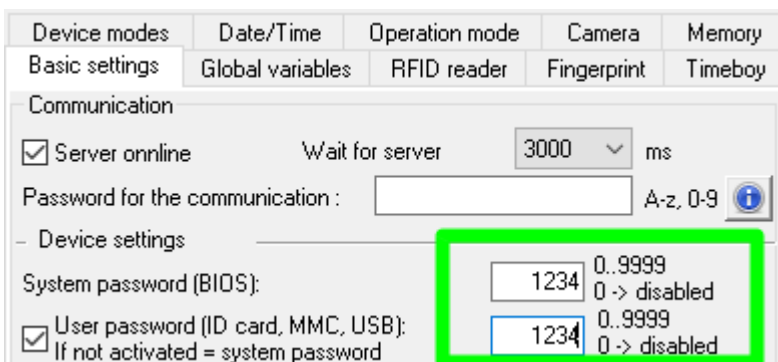 Device modes Date/Time Operation mode Camera Memory
Basic settings Global variables RFID reader Fingerprint Timeboy
Communication
Server onnline Wait for server 3000 ms
Password for the communication : A-z, 0-9
Device settings
System password (BIOS): 1234 0..9999
0 -> disabled
User password (ID card, MMC, USB): 1234 0..9999
If not activated = system password 0 -> disabled